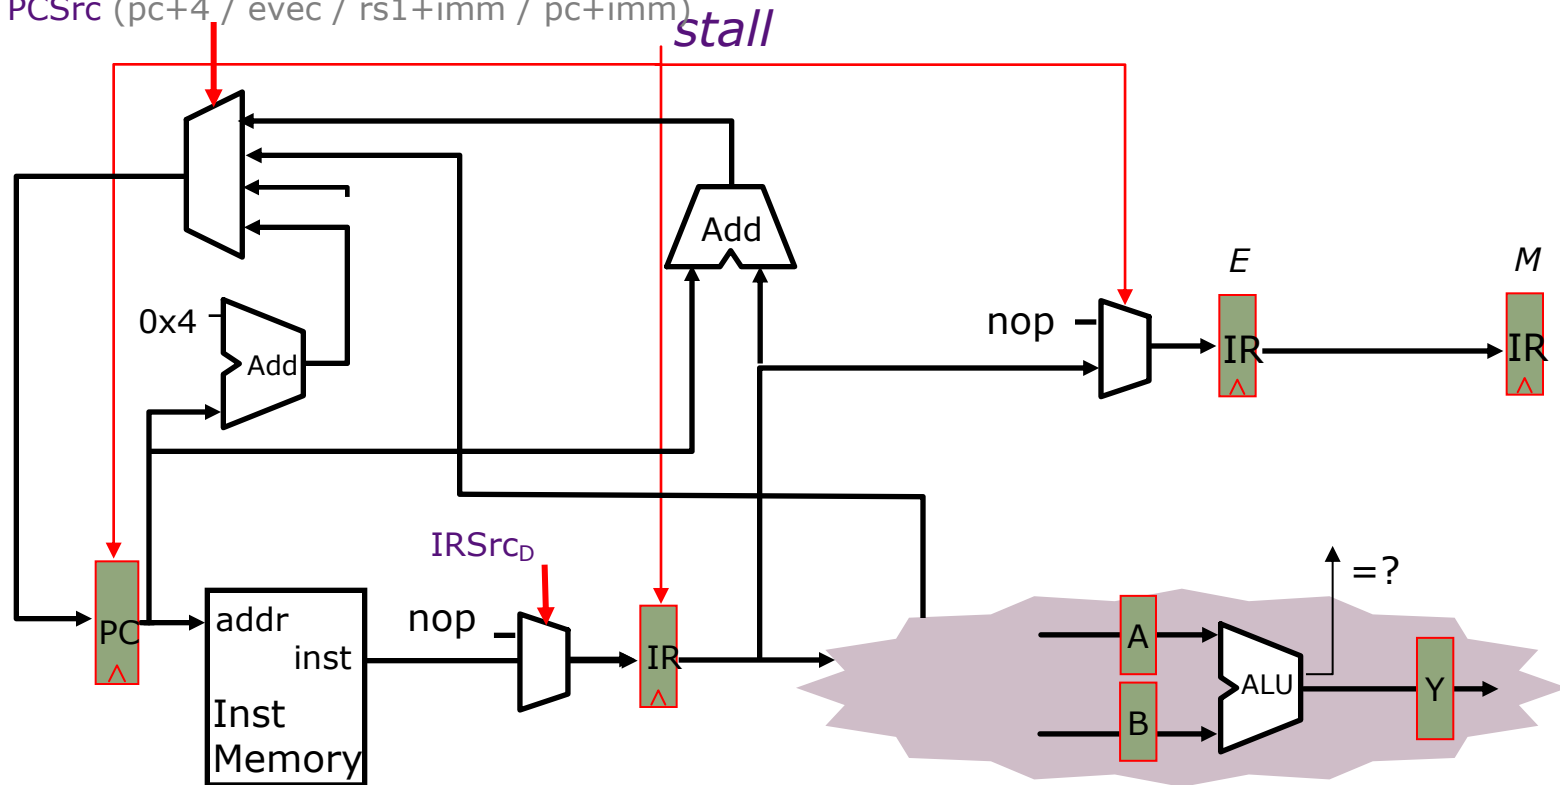 PCSrc (pc+4 / evec / rs1+imm / pc+imm)
stall
Add
E
M
0x4
Add
nop
IR
IR
IRSrcD
=?
PC
addr
inst
Inst
Memory
nop
IR
A
B
ALU
Y